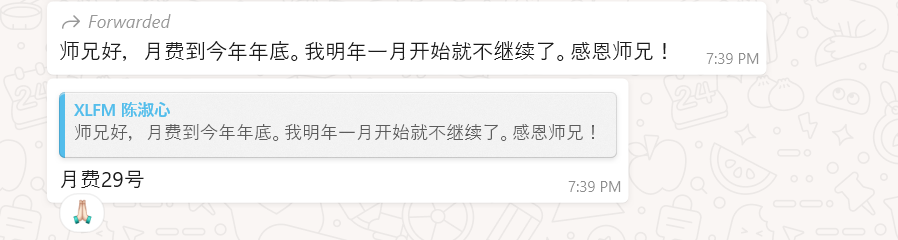 Forwarded
师兄好，月费到今年年底。我明年一月开始就不继续了。感恩师兄！
7:39 PM
XLFM 陈淑心
师兄好，月费到今年年底。我明年一月开始就不继续了。感恩师兄！
月费29号
7:39 PM